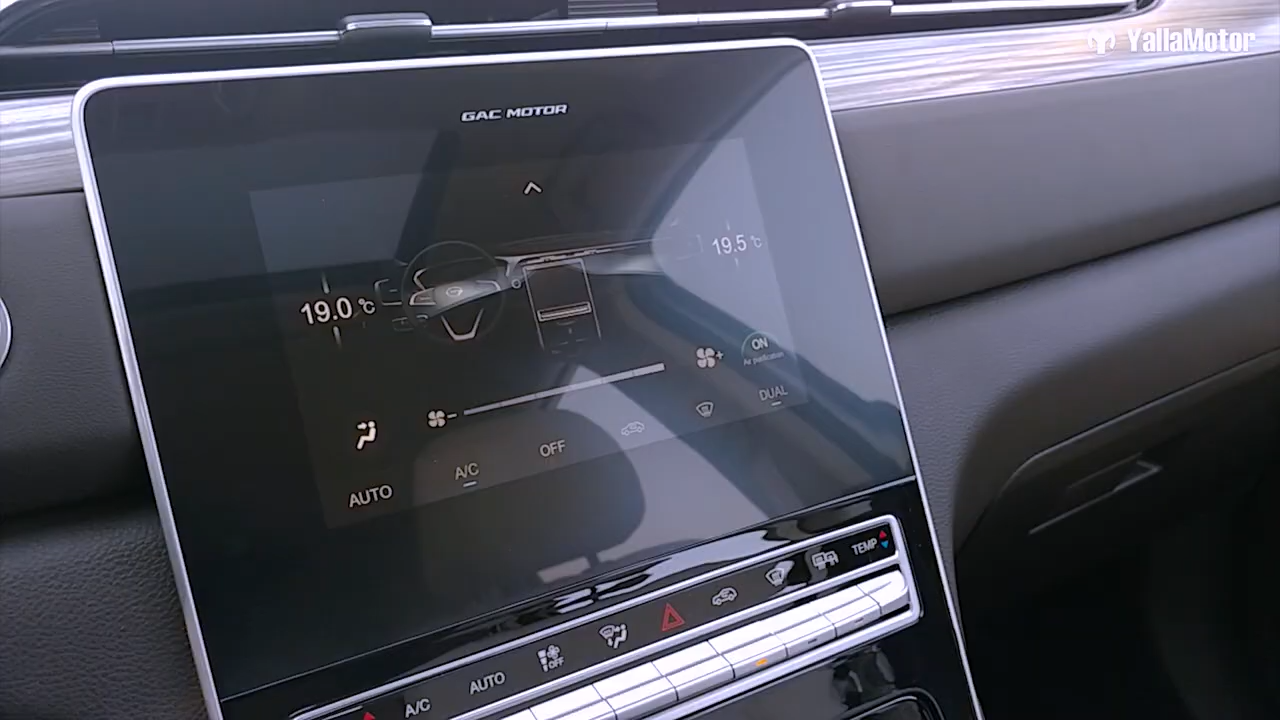 YallaMotor
GAC MOTOR
19.5 °C
19.0 °C
ON
Air purification
DUAL
OFF
A/C
AUTO
TEMP
OFF
AUTO
A/C